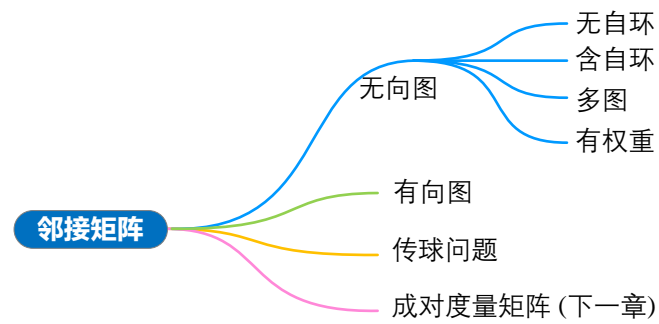 无自环
含自环
无向图
多图
有权重
有向图
邻接矩阵
传球问题
成对度量矩阵 (下一章)